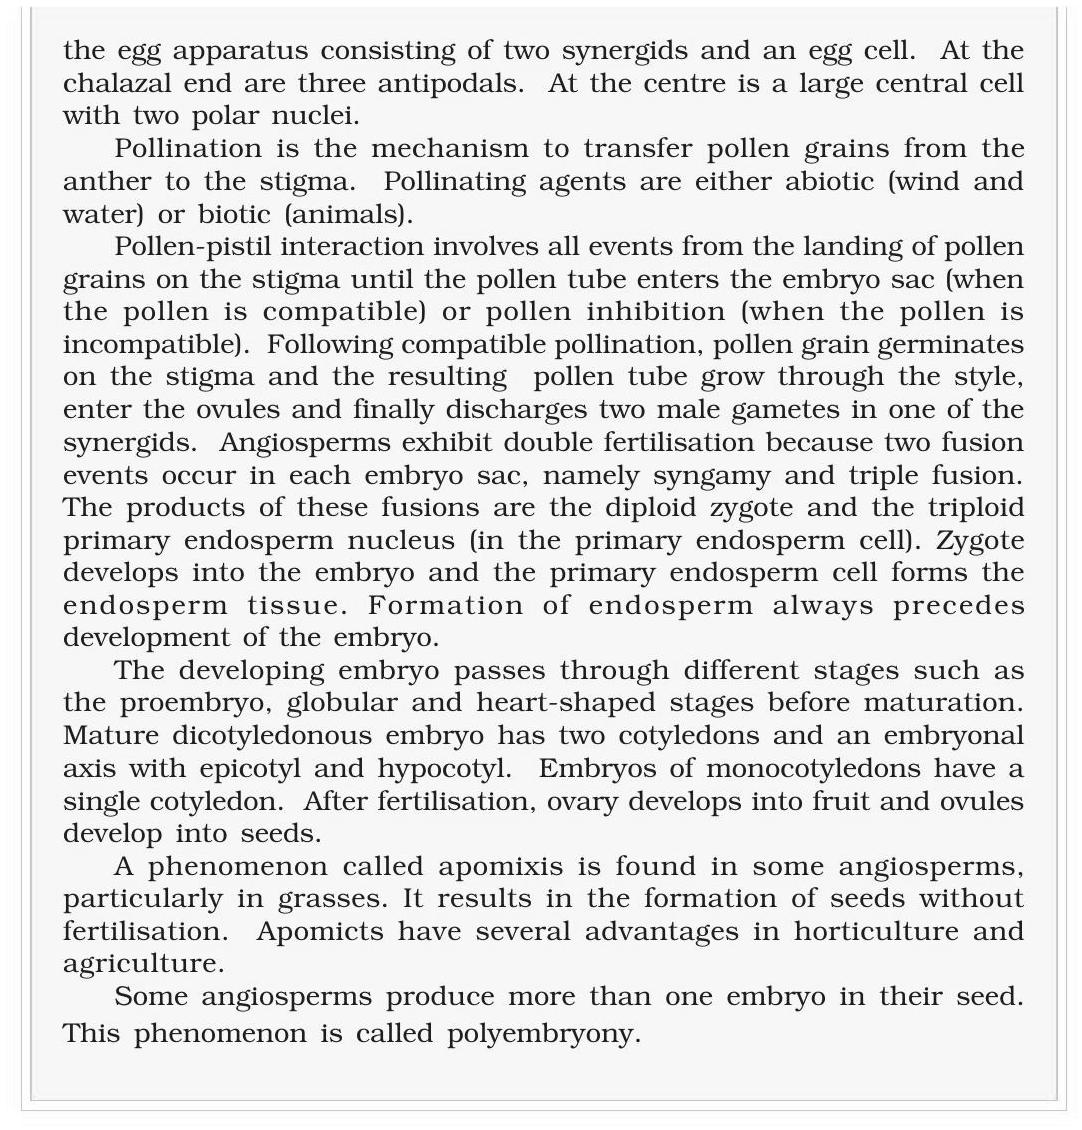 the egg apparatus consisting of two synergids and an egg cell. At the
chalazal end are three antipodals. At the centre is a large central cell
with two polar nuclei.
Pollination is the mechanism to transfer pollen grains from the
anther to the stigma. Pollinating agents are either abiotic (wind and
water) or biotic (animals).
Pollen-pistil interaction involves all events from the landing of pollen
grains on the stigma until the pollen tube enters the embryo sac (when
the pollen is compatible) or pollen inhibition (when the pollen is
incompatible). Following compatible pollination, pollen grain germinates
on the stigma and the resulting pollen tube grow through the style,
enter the ovules and finally discharges two male gametes in one of the
synergids. Angiosperms exhibit double fertilisation because two fusion
events occur in each embryo sac, namely syngamy and triple fusion.
The products of these fusions are the diploid zygote and the triploid
primary endosperm nucleus (in the primary endosperm cell). Zygote
develops into the embryo and the primary endosperm cell forms the
endosperm tissue. Formation of endosperm always precedes
development of the embryo.
The developing embryo passes through different stages such as
the proembryo, globular and heart-shaped stages before maturation.
Mature dicotyledonous embryo has two cotyledons and an embryonal
axis with epicotyl and hypocotyl. Embryos of monocotyledons have a
single cotyledon. After fertilisation, ovary develops into fruit and ovules
develop into seeds.
A phenomenon called apomixis is found in some angiosperms,
particularly in grasses. It results in the formation of seeds without
fertilisation. Apomicts have several advantages in horticulture and
agriculture.
Some angiosperms produce more than one embryo in their seed.
This phenomenon is called polyembryony.